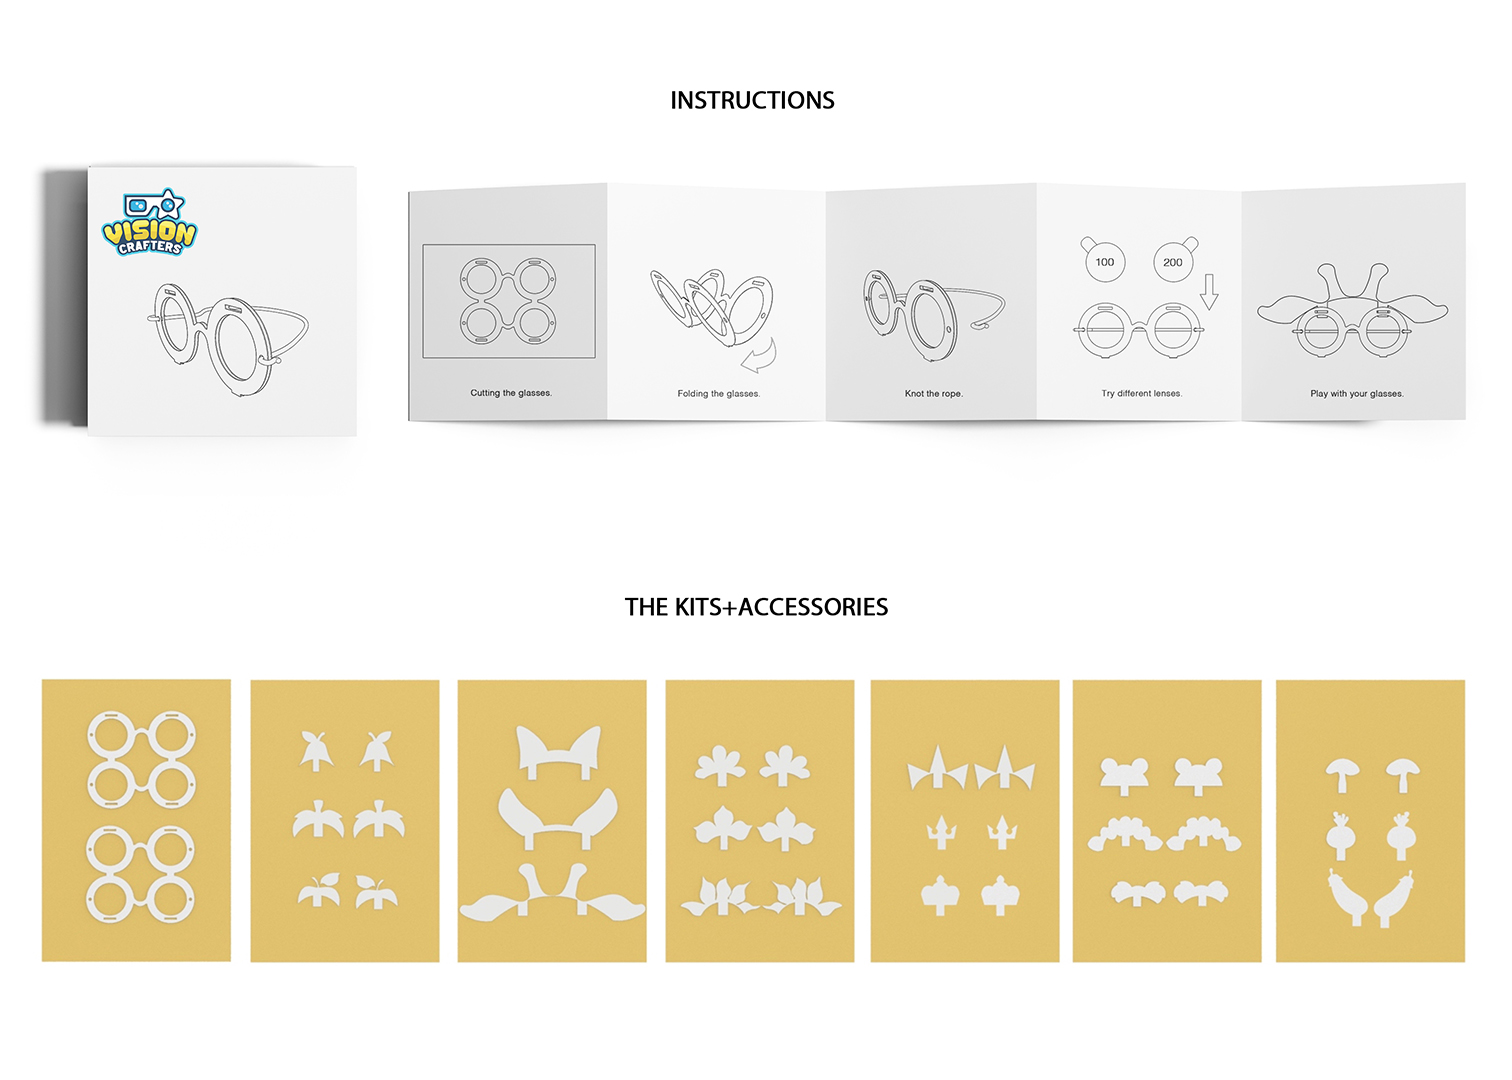 INSTRUCTIONS
VISION
CRAFTERS
100
200
Cutting the glasses.
Folding the glasses.
Knot the rope.
Try different lenses.
Play with your glasses.
THE KITS+ACCESSORIES